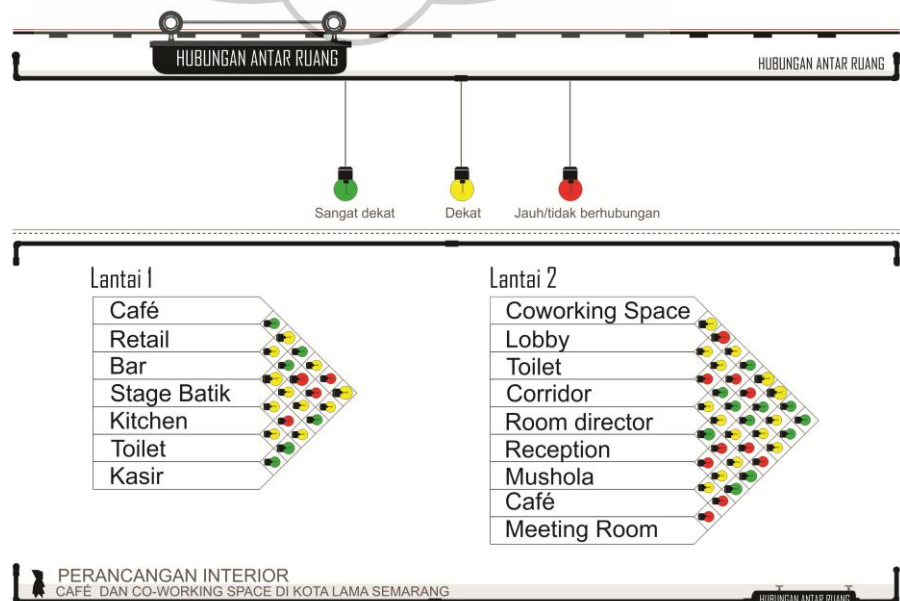 HUBUNGAN ANTAR RUANG
HUBUNGAN ANTAR RUANG
Sangat dekat
Dekat
Jauh/tidak berhubungan
Lantai 1
Café
Retail
Bar
Stage Batik
Kitchen
Toilet
Kasir
Lantai 2
Coworking Space
Lobby
Toilet
Corridor
Room director
Reception
Mushola
Café
Meeting Room
PERANCANGAN INTERIOR
CAFÉ DAN CO-WORKING SPACE DI KOTA LAMA SEMARANG
HUBUNGAN ANTAR RUANG